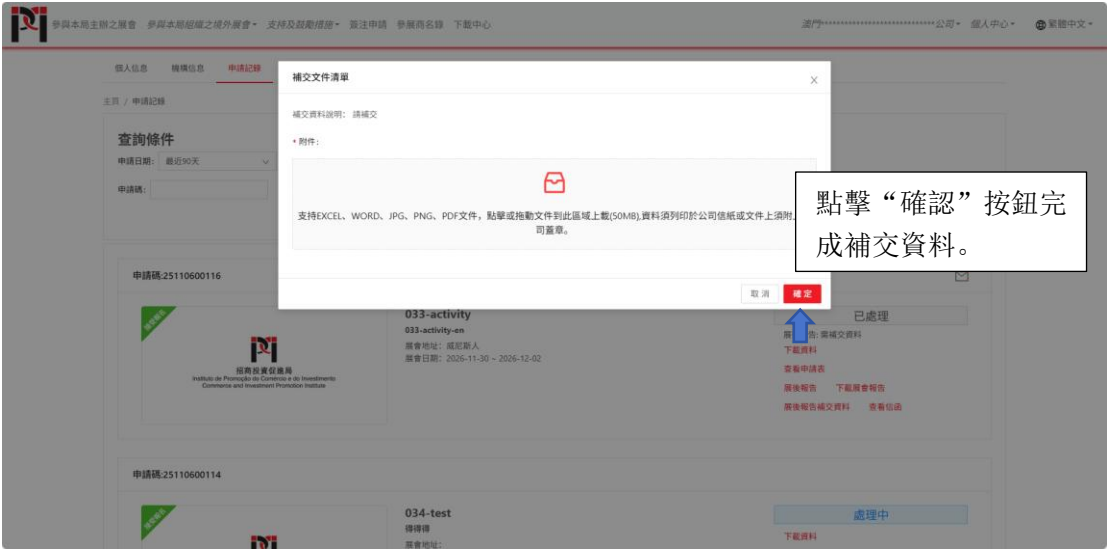 參與本局主辦之展會 參與本局組織之境外展會 支持及鼓勵措施 簽注申請 參展商名錄 下載中心 澳門****************************公司 個人中心 繁體中文
個人信息 機構信息 申請記錄
主頁 / 申請記錄
補交文件清單
補交資料說明: 請補交
* 附件:
支持EXCEL、WORD、JPG、PNG、PDF文件，點擊或拖動文件到此區域上載(50MB),資料須列印於公司信紙或文件上須附
司蓋章。
取 消 確 定
點擊“確認”按鈕完
成補交資料。
查詢條件
申請日期: 最近90天
申請碼:
申請碼:25110600116
招商投資促進局
Instituto de Promoção do Comércio e do Investimento
Commerce and Investment Promotion Institute
033-activity
033-activity-en
展會地址: 威尼斯人
展會日期: 2026-11-30 ~ 2026-12-02
已處理
告: 需補交資料
下載資料
查看申請表
展後報告 下載展會報告
展後報告補交資料 查看信函
申請碼:25110600114
034-test
得得得
展會地址:
處理中
下載資料